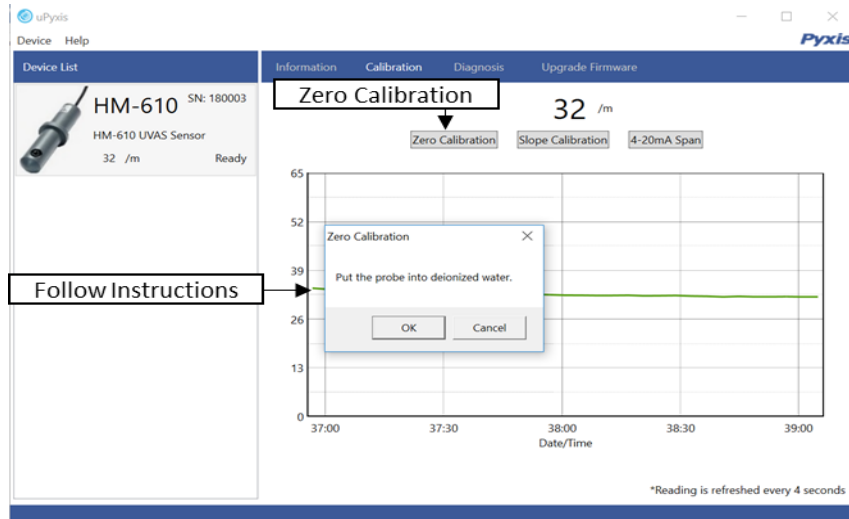 uPyxis
Device Help
Pyxis
Device List
HM-610 SN: 180003
HM-610 UVAS Sensor
32 /m Ready
Information Calibration Diagnosis Upgrade Firmware
Zero Calibration
32 /m
Zero Calibration Slope Calibration 4-20mA Span
65
52
39
26
13
0
37:00 37:30 38:00 38:30 39:00
Date/Time
Zero Calibration
Put the probe into deionized water.
OK Cancel
Follow Instructions
*Reading is refreshed every 4 seconds